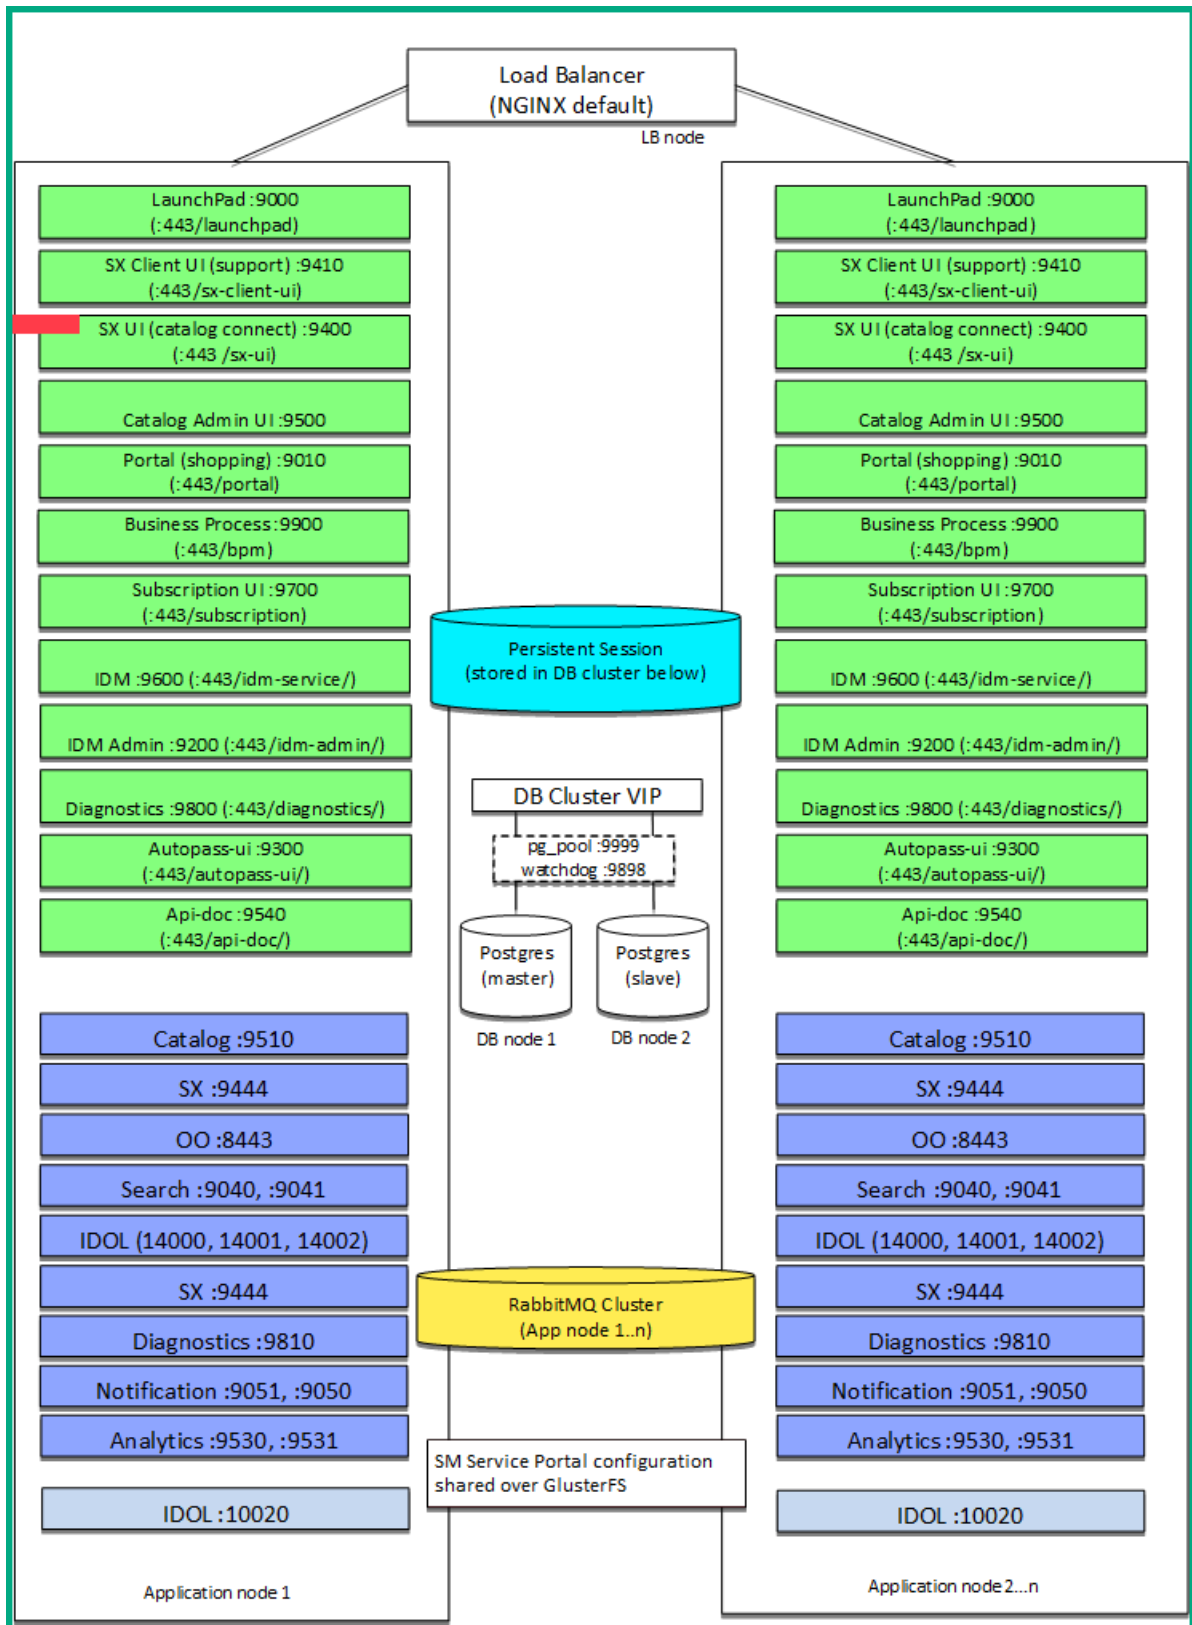 Load Balancer
(NGINX default)
LB node
LaunchPad :9000
(:443/launchpad)
SX Client UI (support) :9410
(:443/sx-client-ui)
SX UI (catalog connect) :9400
(:443 /sx-ui)
Catalog Admin UI :9500
Portal (shopping) :9010
(:443/portal)
Business Process :9900
(:443/bpm)
Subscription UI :9700
(:443/subscription)
IDM :9600 (:443/idm-service/)
IDM Admin :9200 (:443/idm-admin/)
Diagnostics :9800 (:443/diagnostics/)
Autopass-ui :9300
(:443/autopass-ui/)
Api-doc :9540
(:443/api-doc/)
Catalog :9510
SX :9444
OO :8443
Search :9040, :9041
IDOL (14000, 14001, 14002)
SX :9444
Diagnostics :9810
Notification :9051, :9050
Analytics :9530, :9531
IDOL :10020
Application node 1
Persistent Session
(stored in DB cluster below)
DB Cluster VIP
pg_pool :9999
watchdog :9898
Postgres
(master)
Postgres
(slave)
DB node 1
DB node 2
RabbitMQ Cluster
(App node 1..n)
SM Service Portal configuration
shared over GlusterFS
LaunchPad :9000
(:443/launchpad)
SX Client UI (support) :9410
(:443/sx-client-ui)
SX UI (catalog connect) :9400
(:443 /sx-ui)
Catalog Admin UI :9500
Portal (shopping) :9010
(:443/portal)
Business Process :9900
(:443/bpm)
Subscription UI :9700
(:443/subscription)
IDM :9600 (:443/idm-service/)
IDM Admin :9200 (:443/idm-admin/)
Diagnostics :9800 (:443/diagnostics/)
Autopass-ui :9300
(:443/autopass-ui/)
Api-doc :9540
(:443/api-doc/)
Catalog :9510
SX :9444
OO :8443
Search :9040, :9041
IDOL (14000, 14001, 14002)
SX :9444
Diagnostics :9810
Notification :9051, :9050
Analytics :9530, :9531
IDOL :10020
Application node 2...n